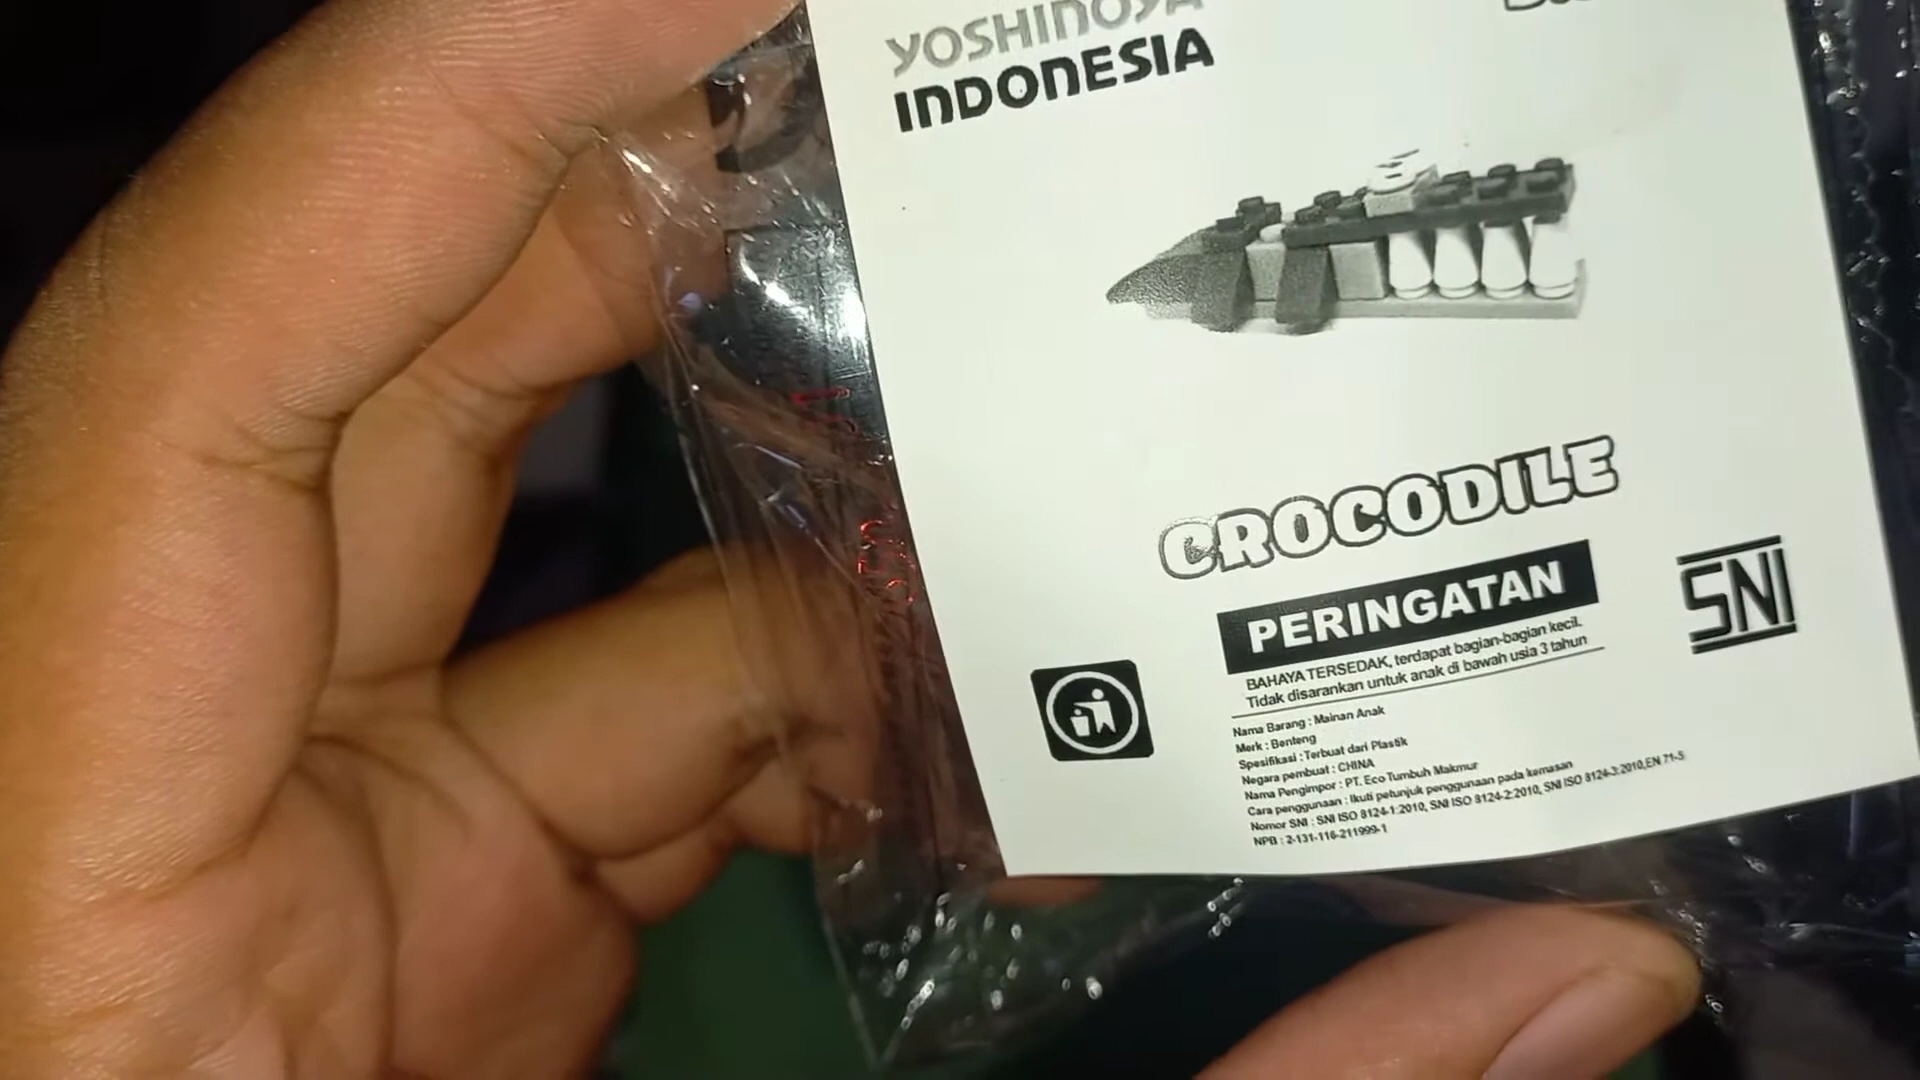 YOSHINOYA
INDONESIA
CROCODILE
PERINGATAN
SNI
BAHAYA TERSEDAK, terdapat bagian-bagian kecil.
Tidak disarankan untuk anak di bawah usia 3 tahun
Nama Barang : Mainan Anak
Merk : Benteng
Spesifikasi : Terbuat dari Plastik
Negara pembuat : CHINA
Nama Pengimpor : PT. Eco Tumbuh Makmur
Cara penggunaan : Ikuti petunjuk penggunaan pada kemasan
Nomor SNI : SNI ISO 8124-1:2010, SNI ISO 8124-2:2010, SNI ISO 8124-3:2010,EN 71-5
NPB : 2-131-116-211999-1